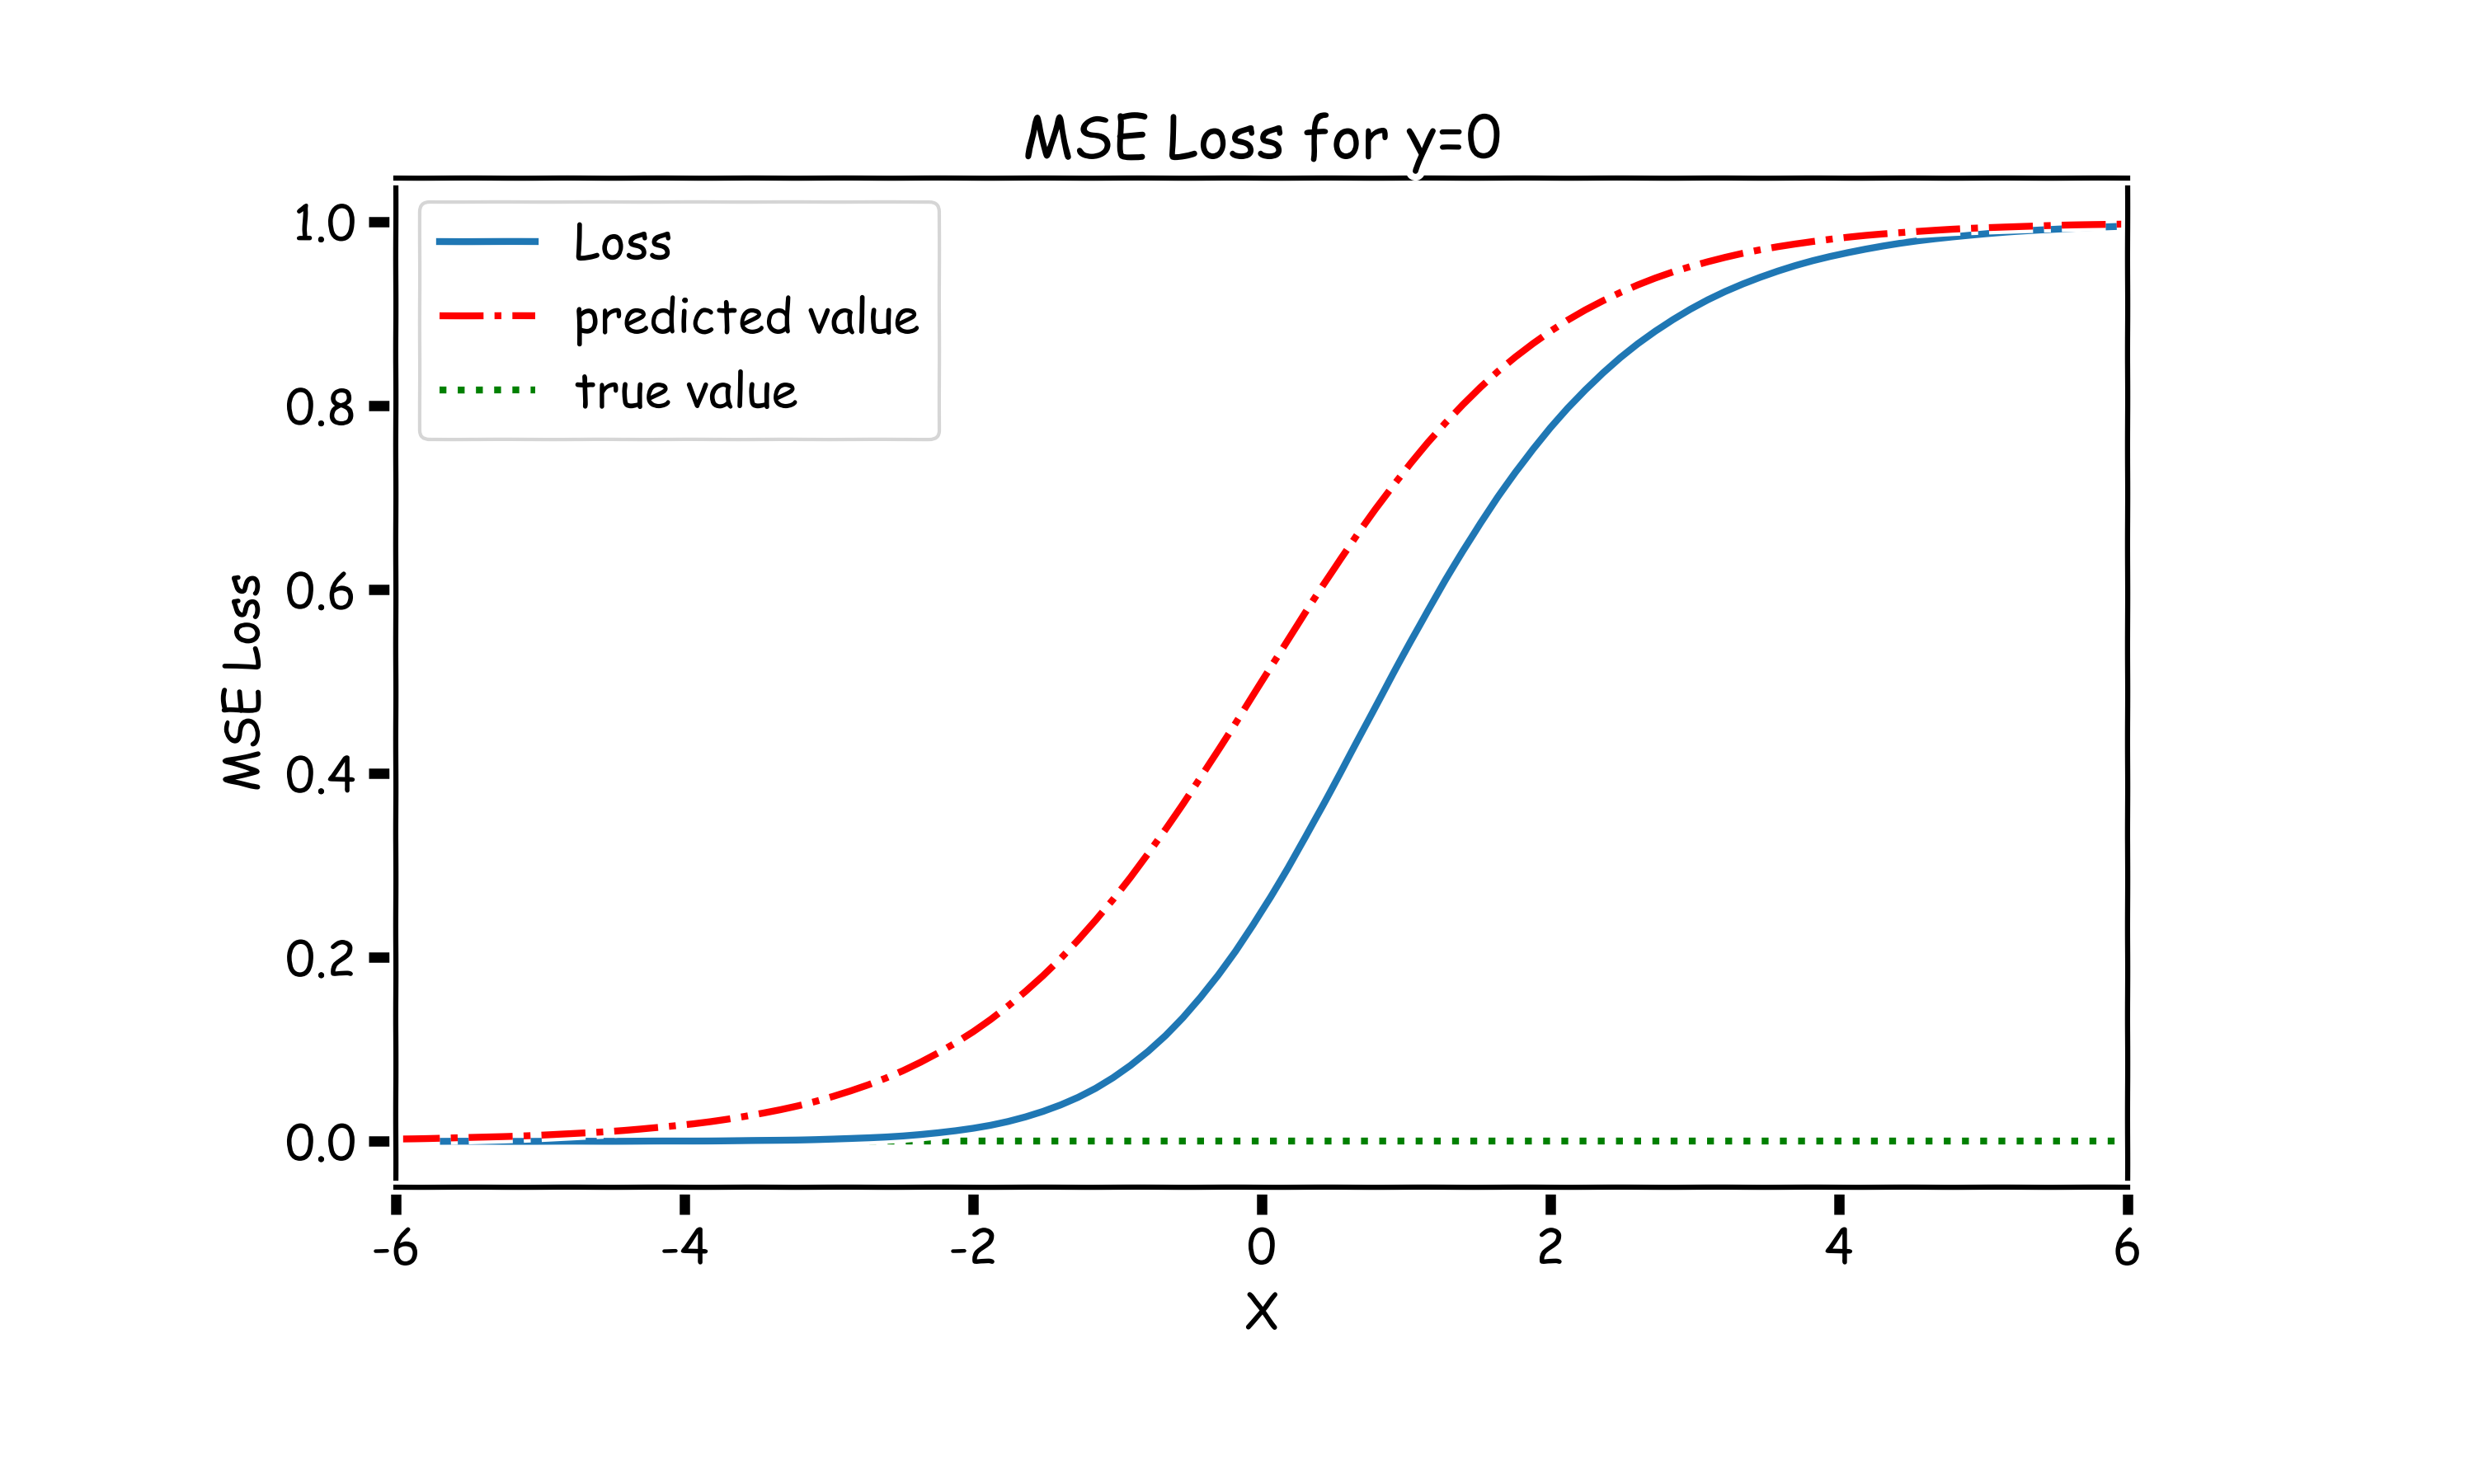 MSE Loss for y=0
Loss
predicted value
true value
MSE Loss
1.0
0.8
0.6
0.4
0.2
0.0
-6 -4 -2 0 2 4 6
X